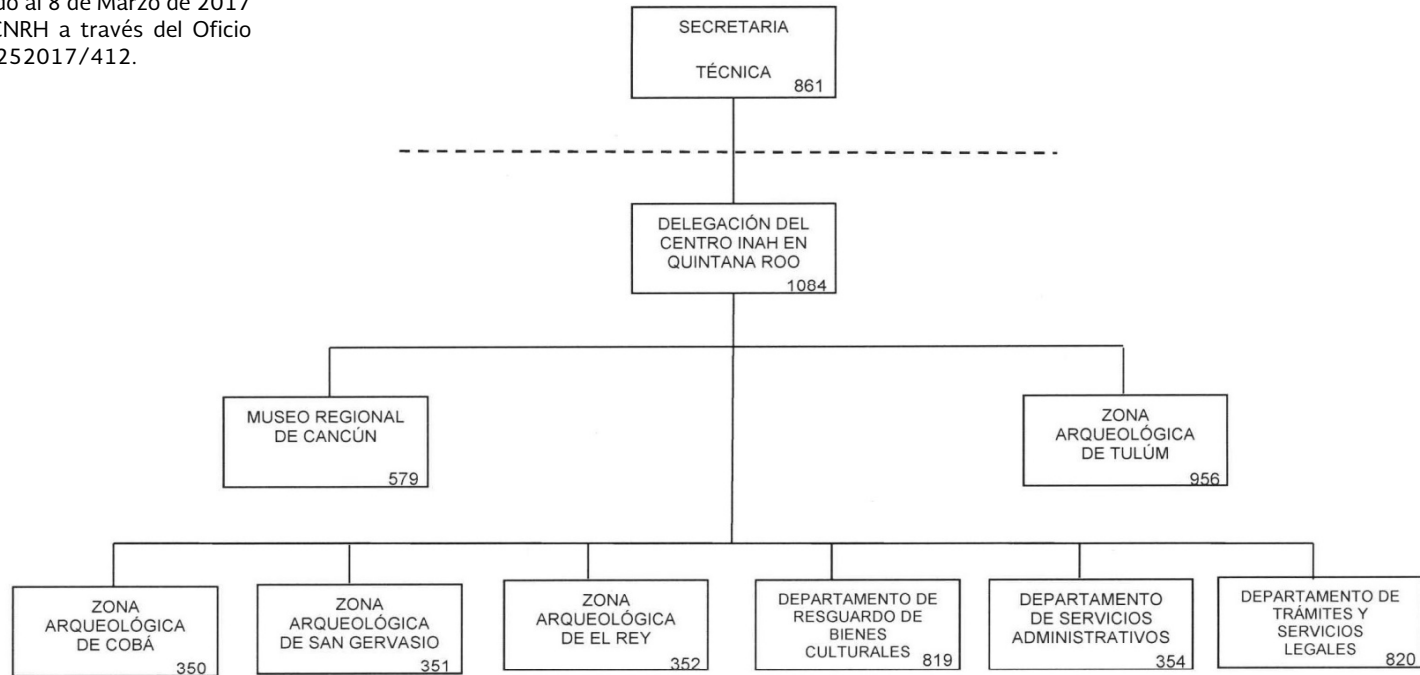 do al 8 de Marzo de 2017
CNRH a través del Oficio
252017/412.
SECRETARIA
TÉCNICA
861
DELEGACIÓN DEL
CENTRO INAH EN
QUINTANA ROO
1084
MUSEO REGIONAL
DE CANCÚN
579
ZONA
ARQUEOLÓGICA
DE TULÚM
956
ZONA
ARQUEOLÓGICA
DE COBÁ
350
ZONA
ARQUEOLÓGICA
DE SAN GERVASIO
351
ZONA
ARQUEOLÓGICA
DE EL REY
352
DEPARTAMENTO DE
RESGUARDO DE
BIENES
CULTURALES
819
DEPARTAMENTO
DE SERVICIOS
ADMINISTRATIVOS
354
DEPARTAMENTO DE
TRÁMITES Y
SERVICIOS
LEGALES
820